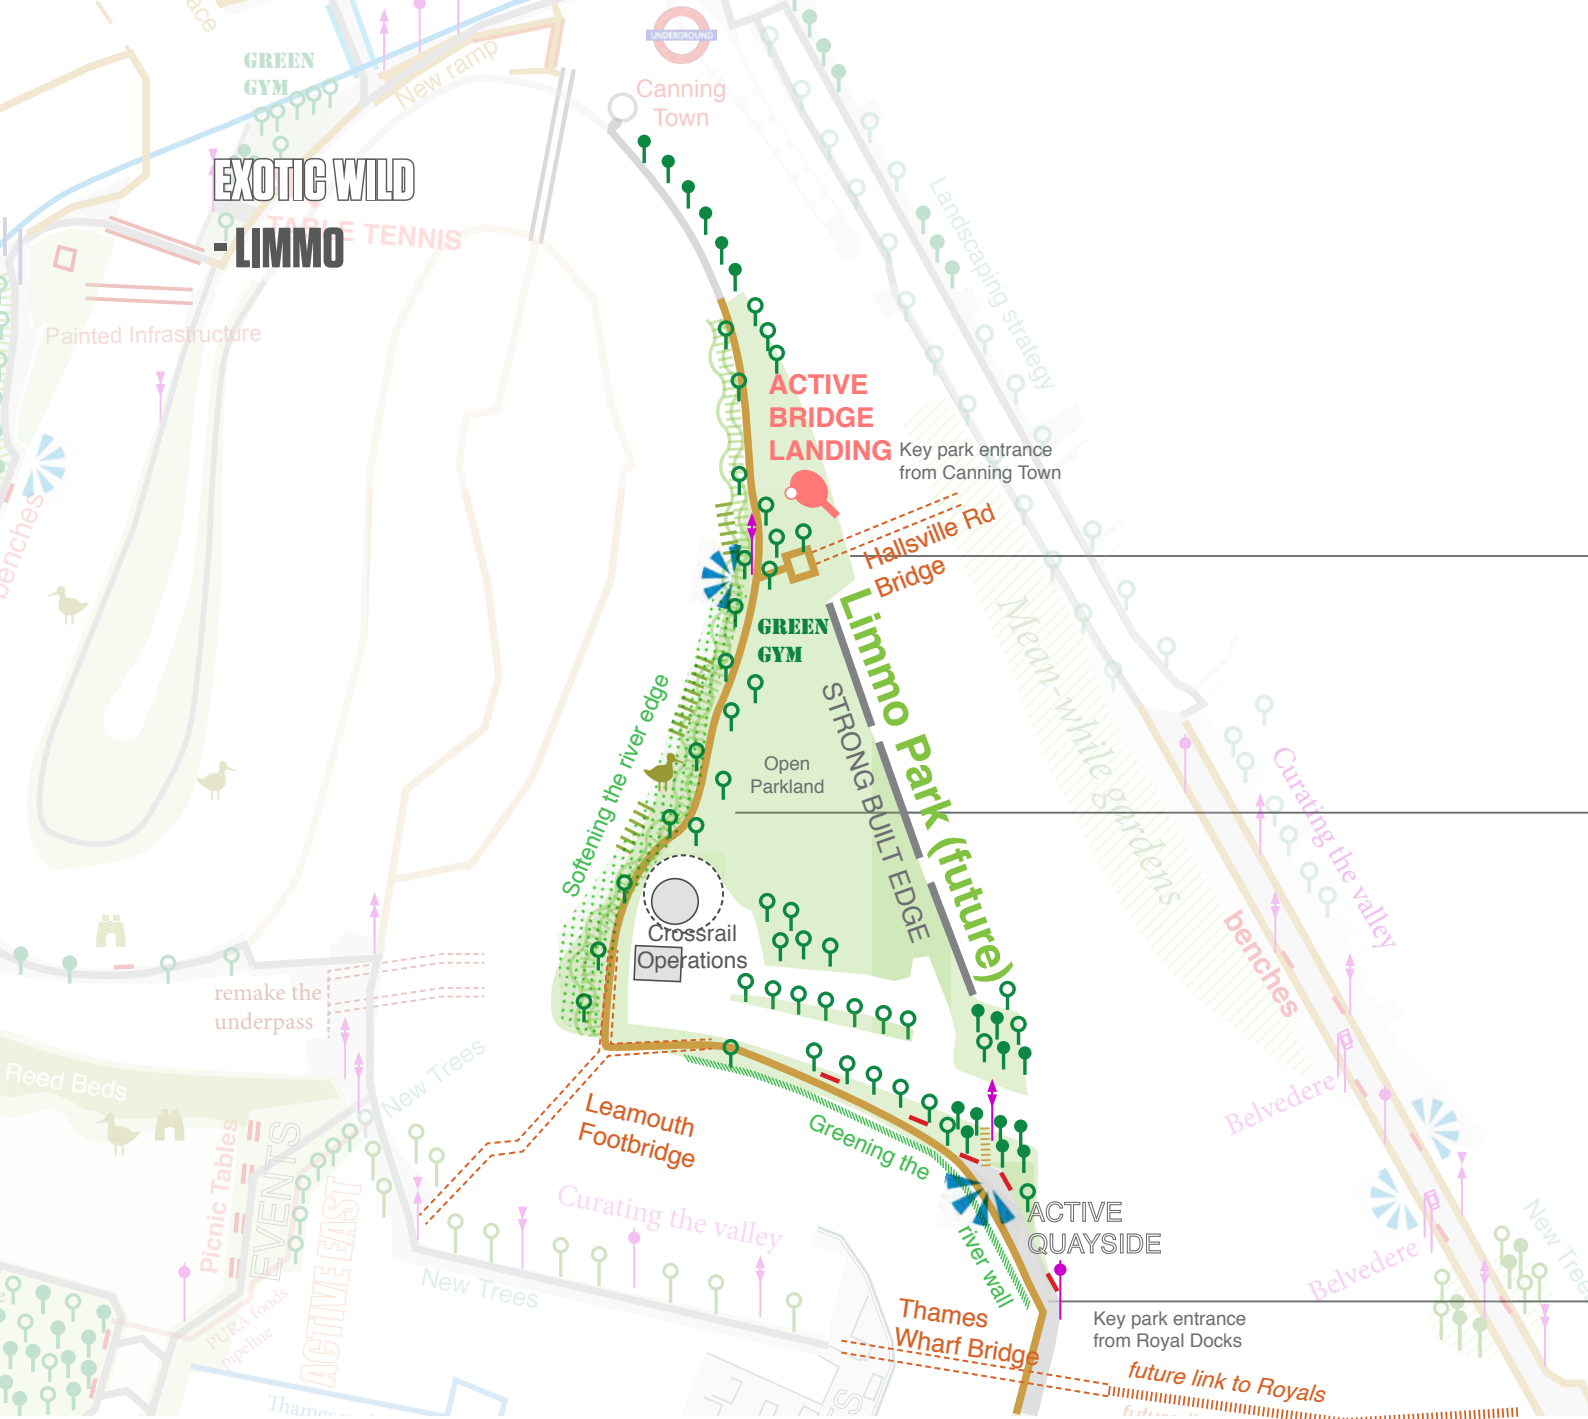 ace
UNDERGROUND
GREEN
GYM
New ramp
Canning
Town
EXOTIC WILD
- LIMMO
TABLE TENNIS
Landscaping strategy
Painted Infrastructure
ACTIVE
BRIDGE
LANDING
Key park entrance
from Canning Town
benches
Hallsville Rd
Bridge
GREEN
GYM
Limmo Park (future)
STRONG BUILT EDGE
Mean-while gardens
Softening the river edge
Open
Parkland
Curating the valley
Crossrail
Operations
benches
remake the
underpass
Reed Beds
New Trees
Leamouth
Footbridge
Greening the
river wall
Belvedere
Picnic Tables
EVENTS
ACTIVE EAST
Curating the valley
ACTIVE
QUAYSIDE
New Trees
Belvedere
New Trees
PURA foods
pipeline
Thames
Wharf Bridge
Key park entrance
from Royal Docks
future link to Royals
Thames